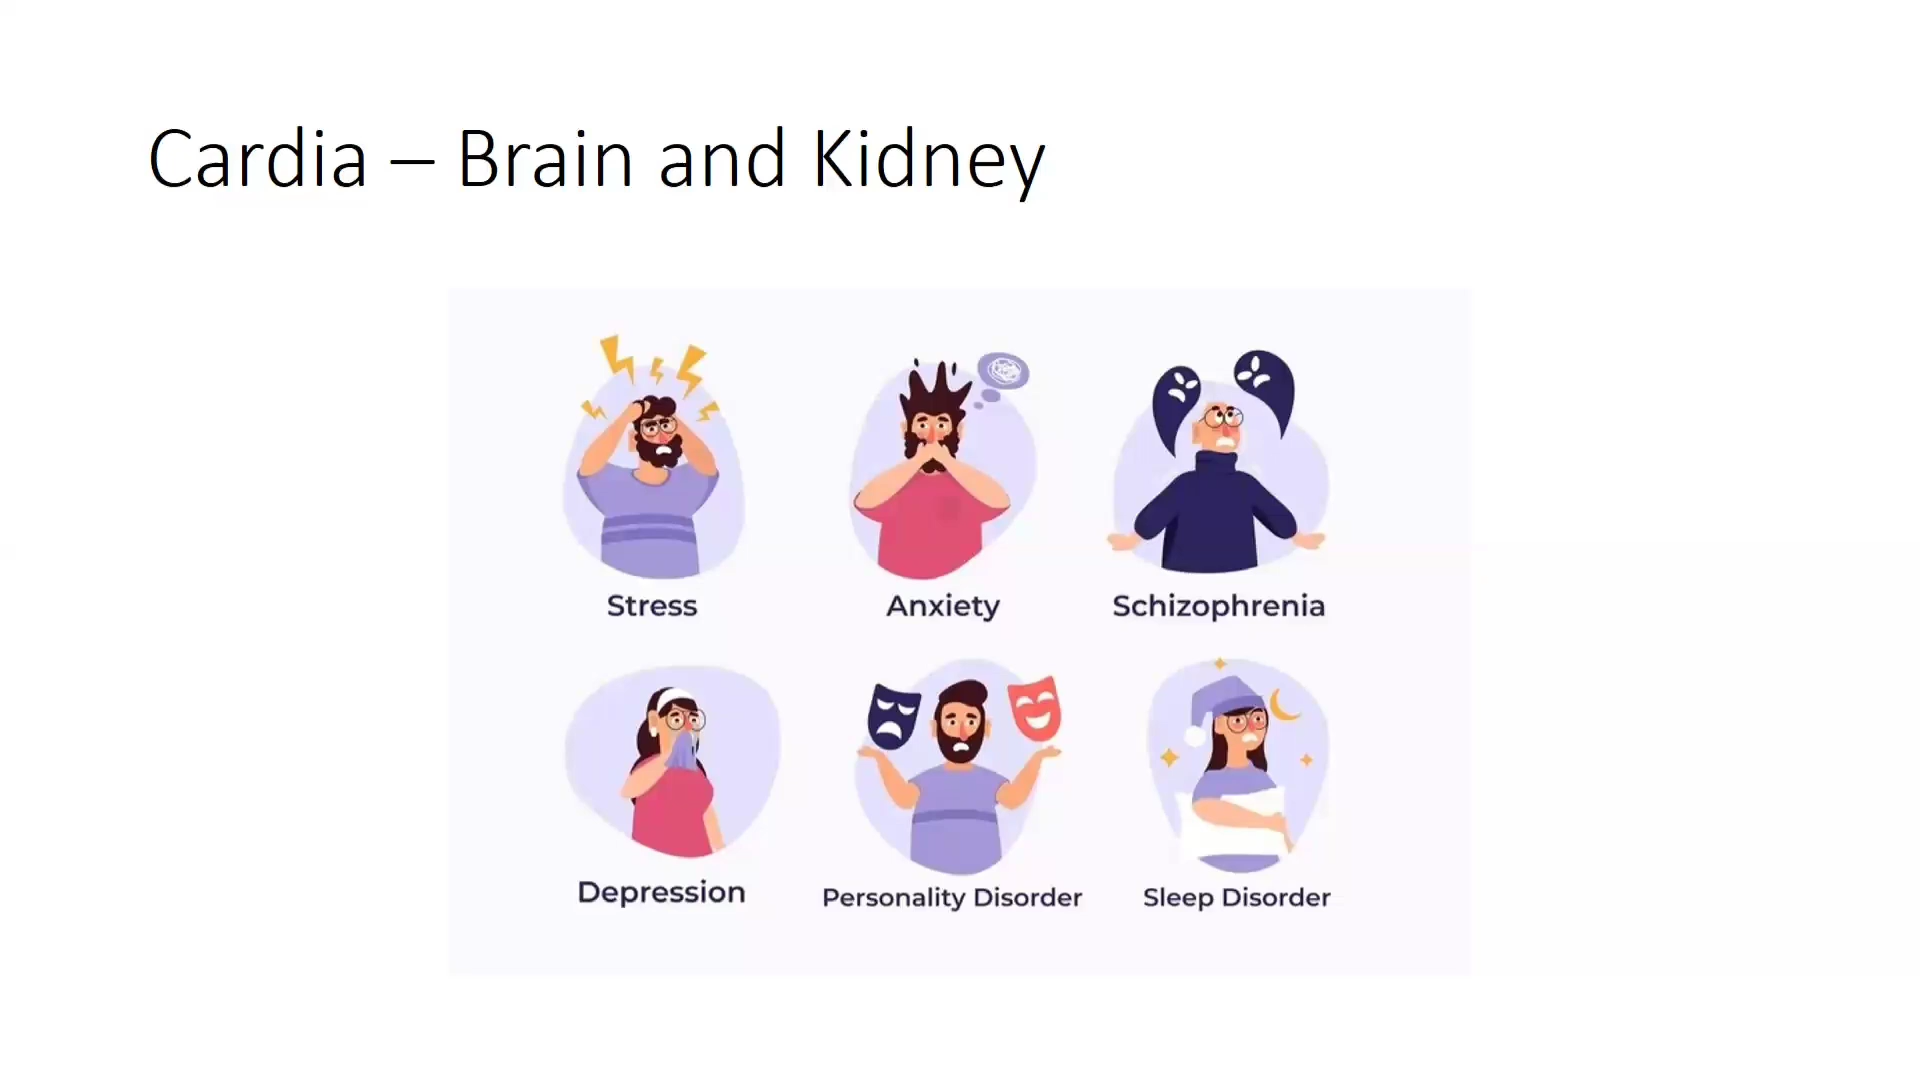 Cardia – Brain and Kidney
Stress
Anxiety
Schizophrenia
Depression
Personality Disorder
Sleep Disorder